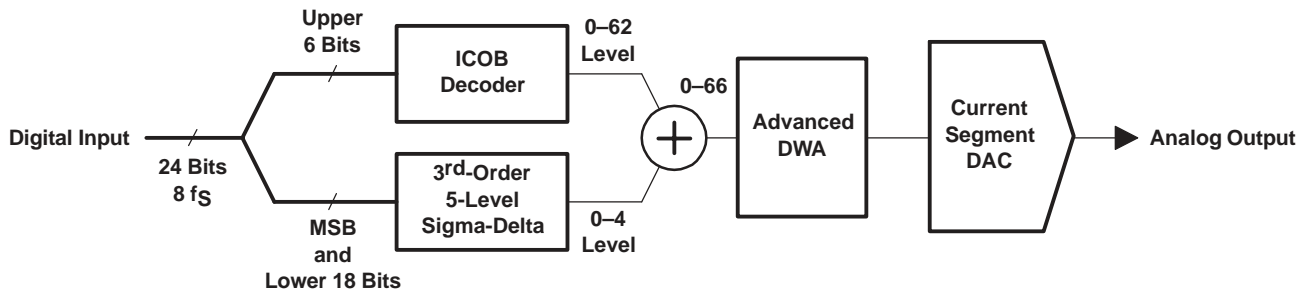 Digital Input
24 Bits
8 fS
Upper
6 Bits
ICOB
Decoder
0–62
Level
MSB
and
Lower 18 Bits
3rd-Order
5-Level
Sigma-Delta
0–4
Level
+
0–66
Advanced
DWA
Current
Segment
DAC
Analog Output